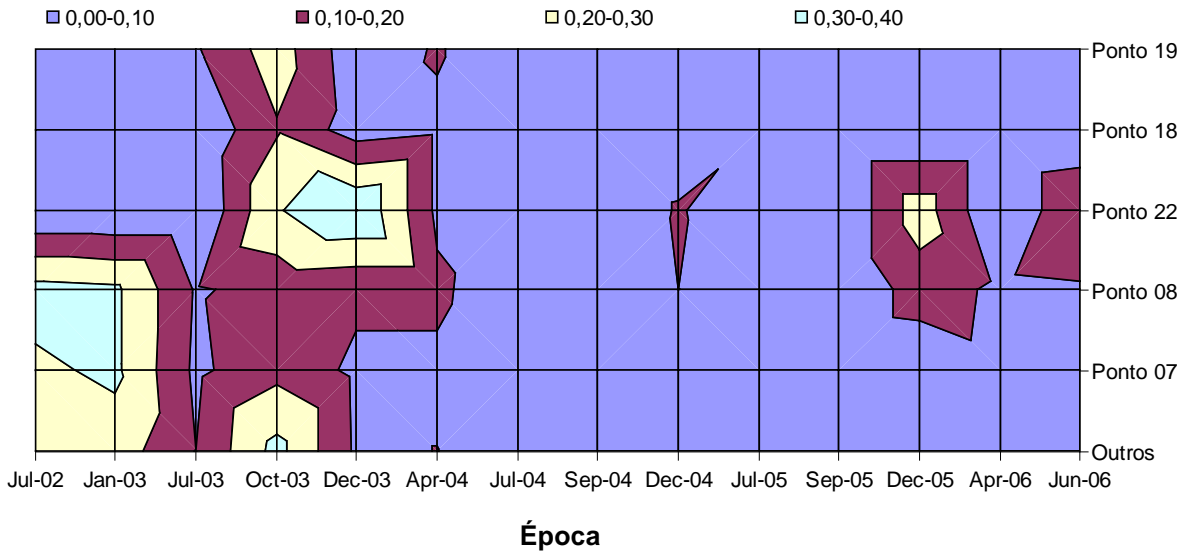 0,00-0,10 0,10-0,20 0,20-0,30 0,30-0,40
Ponto 19
Ponto 18
Ponto 22
Ponto 08
Ponto 07
Outros
Jul-02 Jan-03 Jul-03 Oct-03 Dec-03 Apr-04 Jul-04 Sep-04 Dec-04 Jul-05 Sep-05 Dec-05 Apr-06 Jun-06
Época